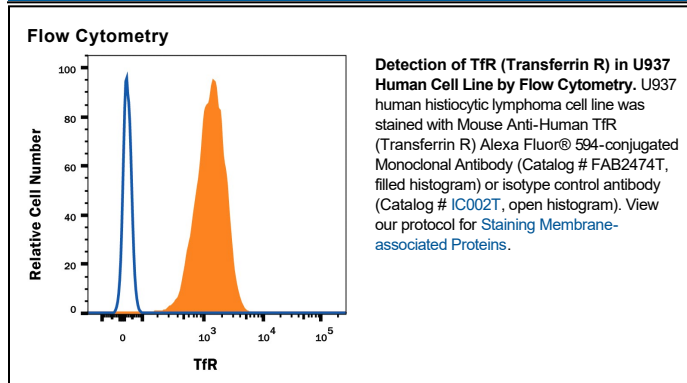 Flow Cytometry
Relative Cell Number
100
80
60
40
20
0
0
10³
10⁴
10⁵
TfR
Detection of TfR (Transferrin R) in U937
Human Cell Line by Flow Cytometry. U937
human histiocytic lymphoma cell line was
stained with Mouse Anti-Human TfR
(Transferrin R) Alexa Fluor® 594-conjugated
Monoclonal Antibody (Catalog # FAB2474T,
filled histogram) or isotype control antibody
(Catalog # IC002T, open histogram). View
our protocol for Staining Membrane-
associated Proteins.